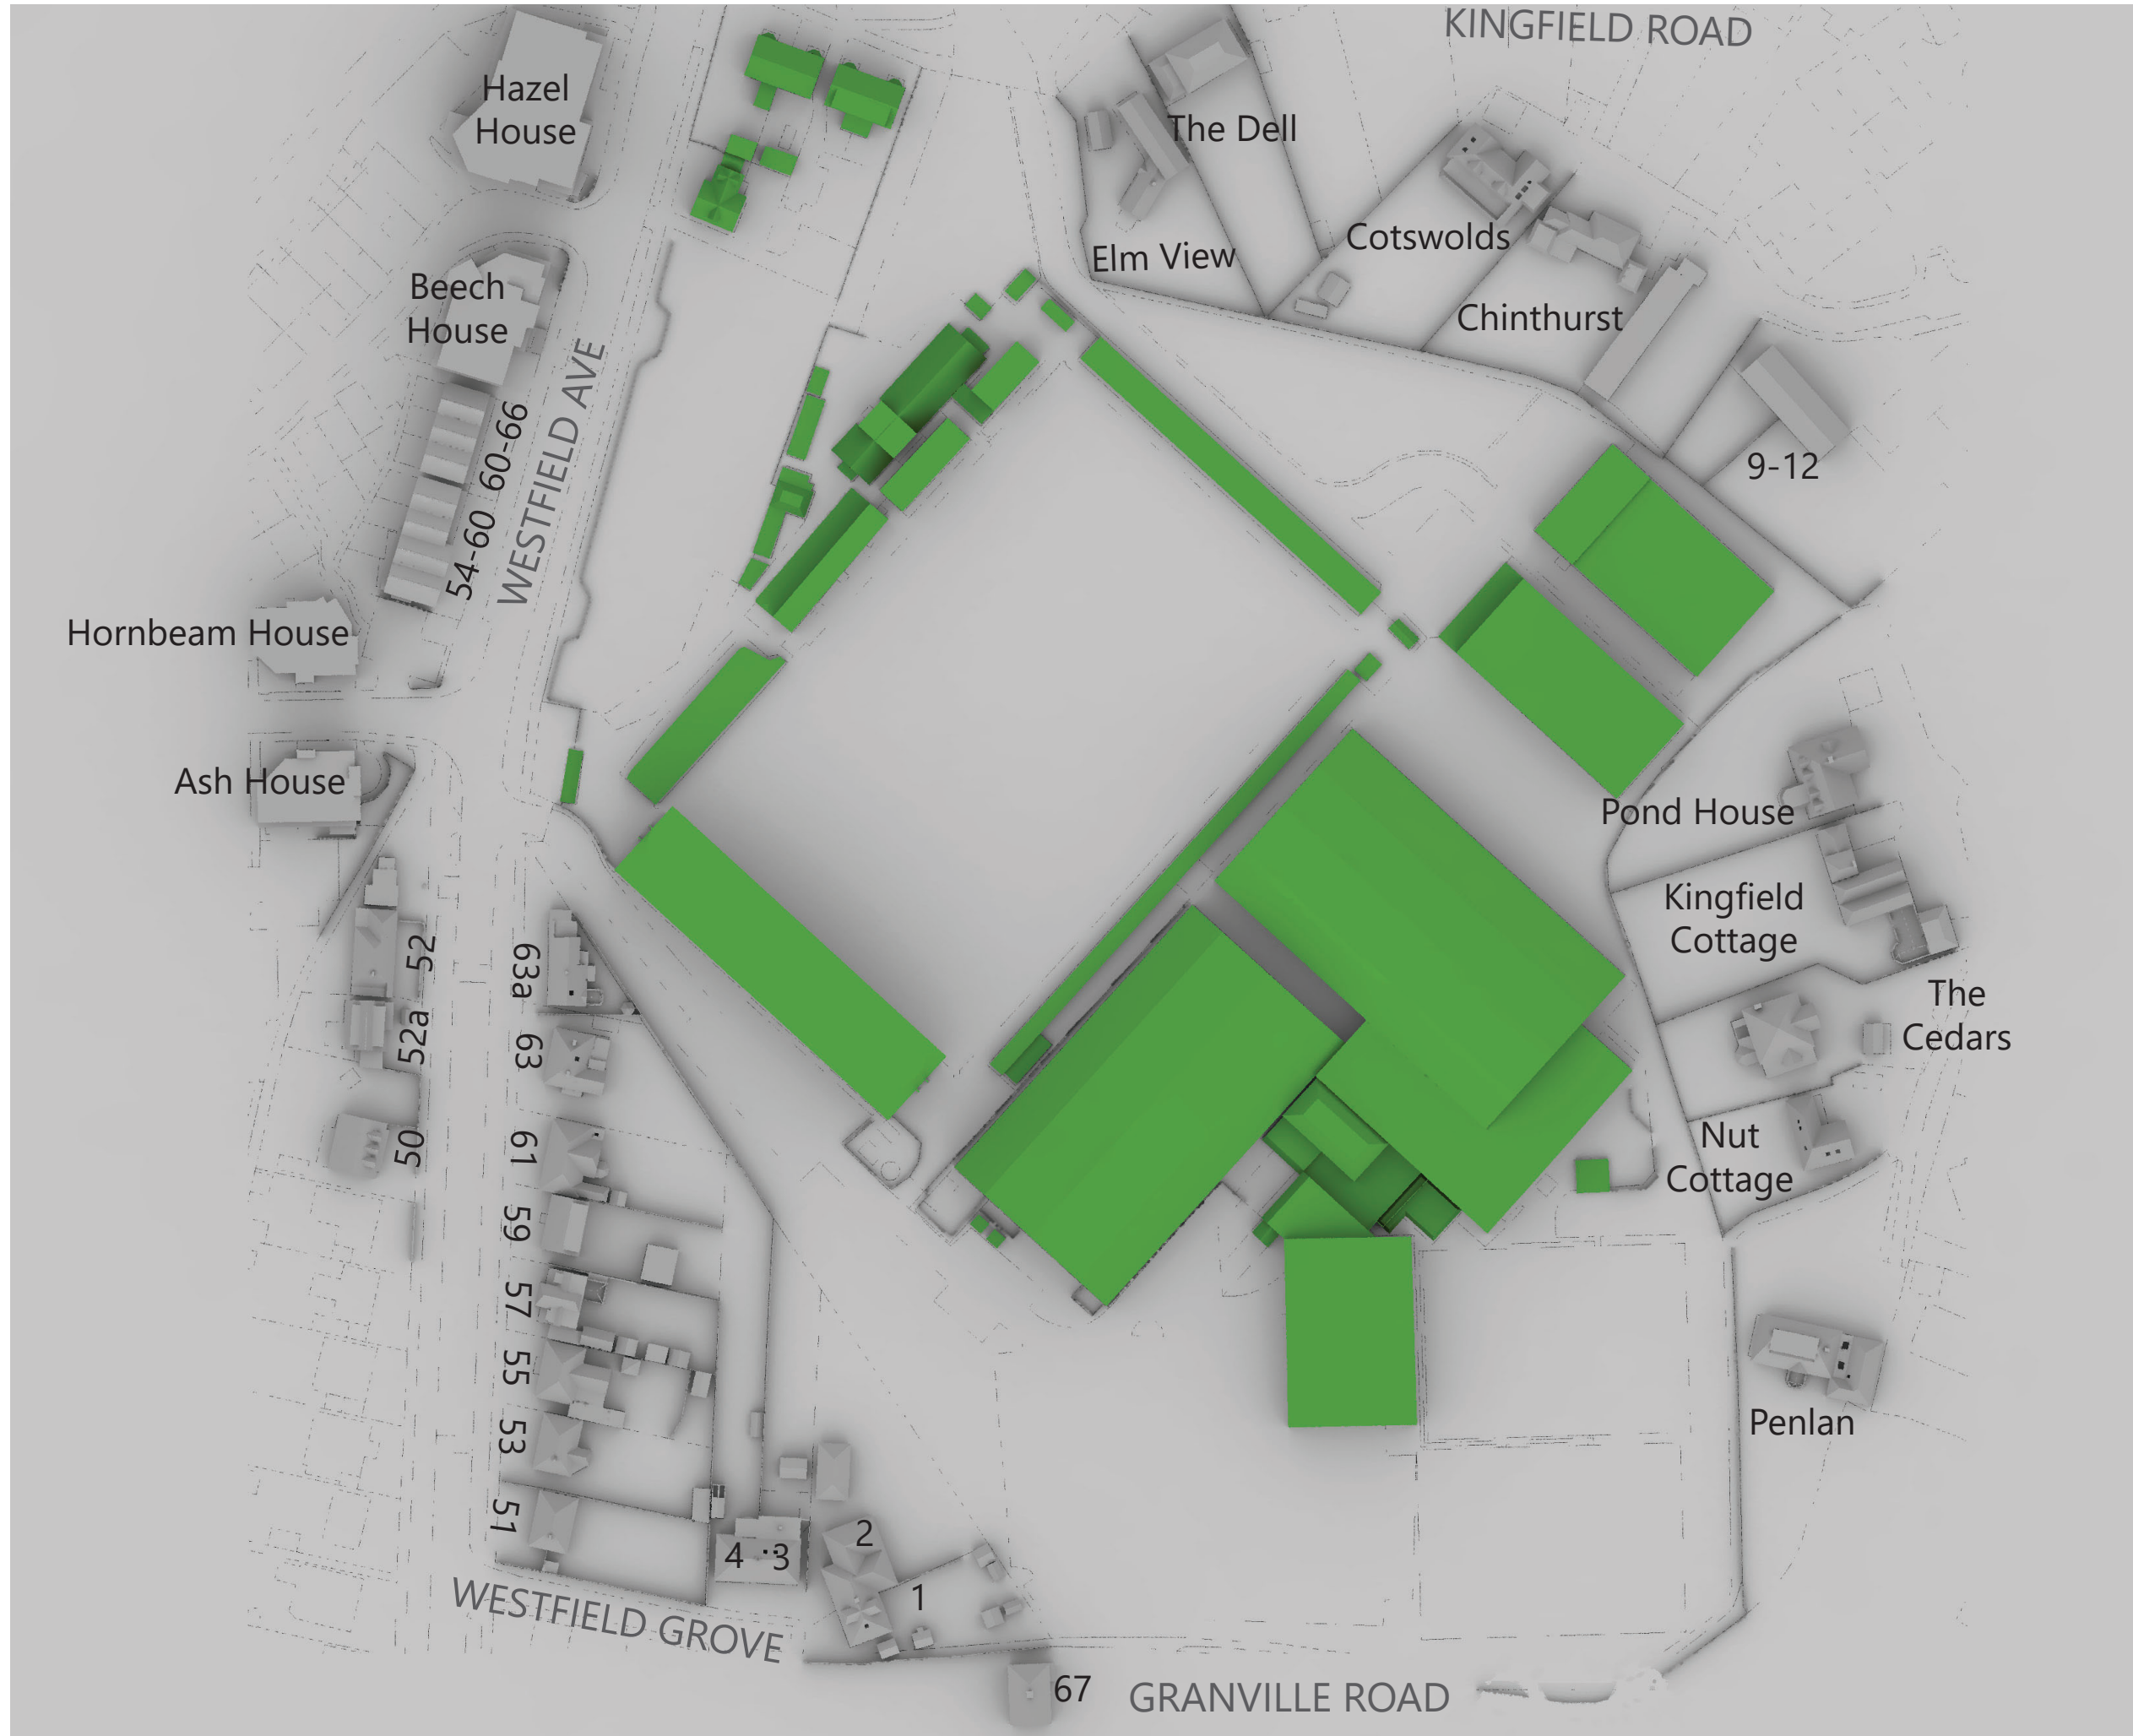 KINGFIELD ROAD
Hazel
House
The Dell
Cotswolds
Elm View
Beech
House
Chinthurst
WESTFIELD AVE
60-66
9-12
54-60
Hornbeam House
Ash House
Pond House
Kingfield
Cottage
52
63a
The
Cedars
52a
63
Nut
Cottage
50
61
59
57
55
Penlan
53
51
2
4
3
1
WESTFIELD GROVE
67
GRANVILLE ROAD